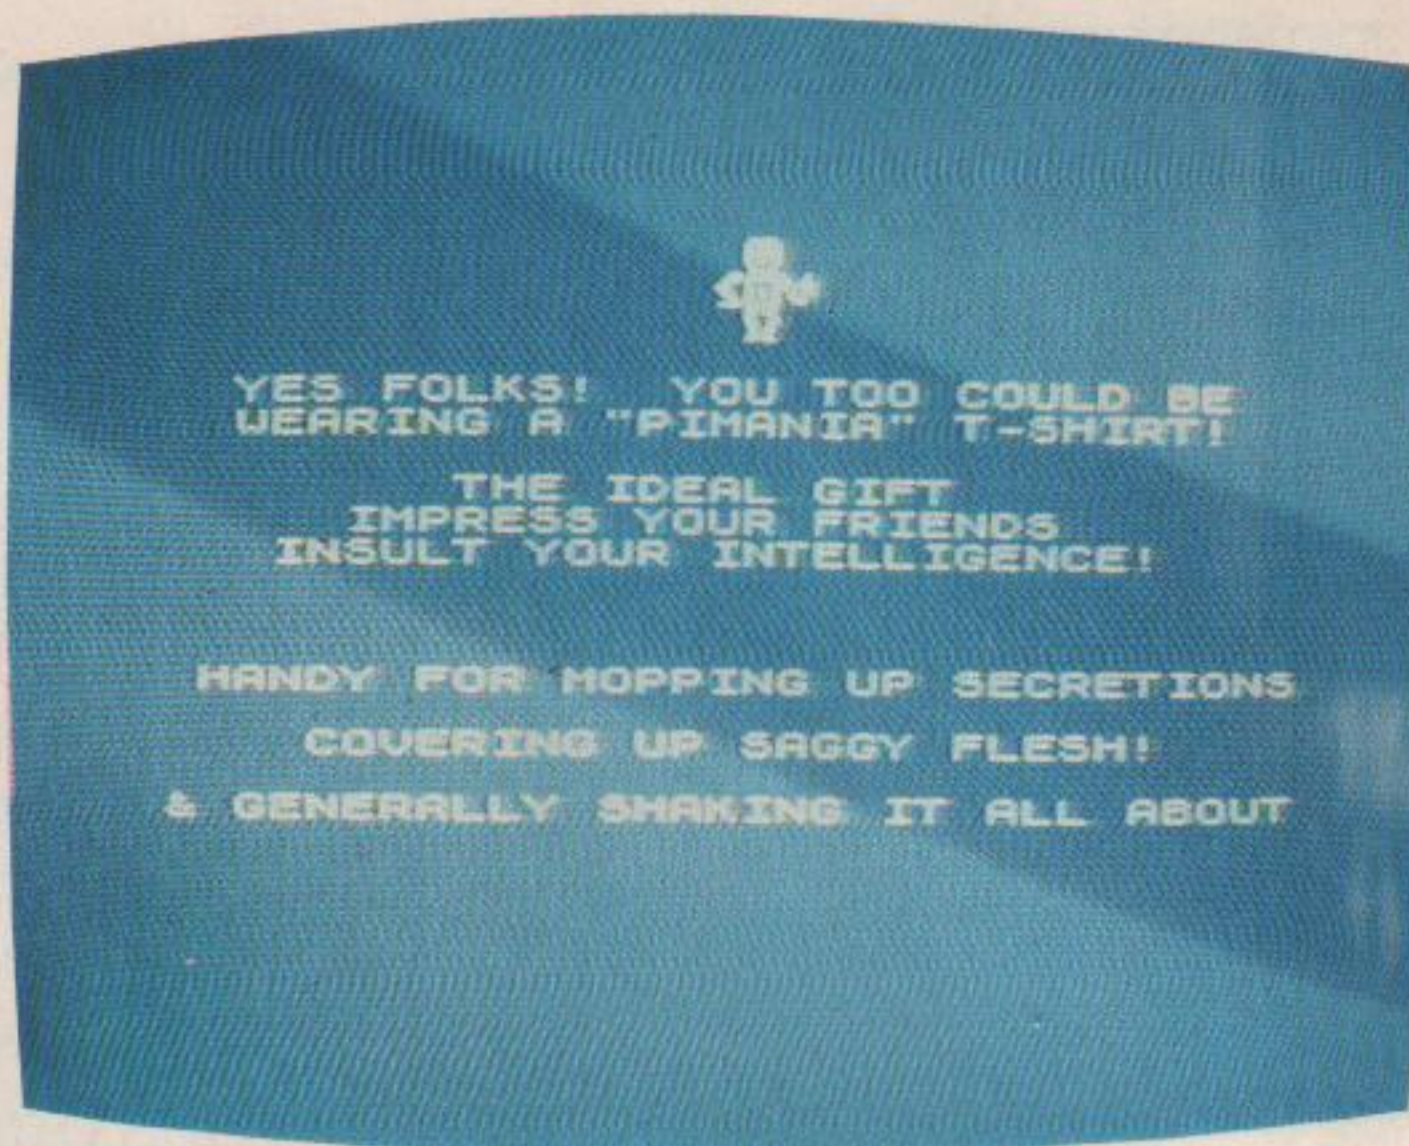 YES FOLKS! YOU TOO COULD BE
WEARING A "PIMANIA" T-SHIRT!
THE IDEAL GIFT
IMPRESS YOUR FRIENDS
INSULT YOUR INTELLIGENCE!
HANDY FOR MOPPING UP SECRETIONS
COVERING UP SAGGY FLESH!
& GENERALLY SHAKING IT ALL ABOUT